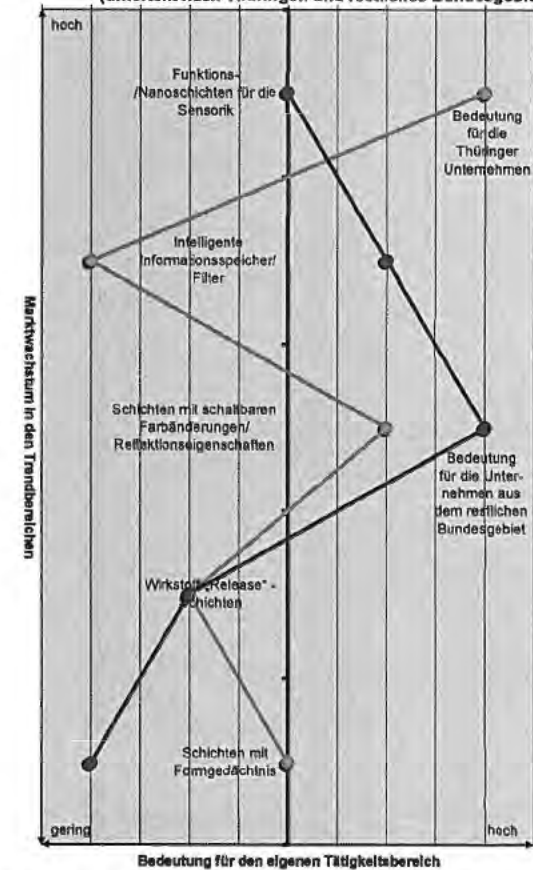 hoch
Funktions-
/Nanoschichten für die
Sensorik
Bedeutung
für die
Thüringer
Unternehmen
Intelligente
Informationsspeicher/
Filter
Marktwachstum in den Trendbereichen
Schichten mit schaltbaren
Farbänderungen/
Reflaktionseigenschaften
Bedeutung
für die Unter-
nehmen aus
dem restlichen
Bundesgebiet
Wirkstoff„Release" -
Schichten
Schichten mit
Formgedächtnis
gering
hoch
Bedeutung für den eigenen Tätigkeitsbereich